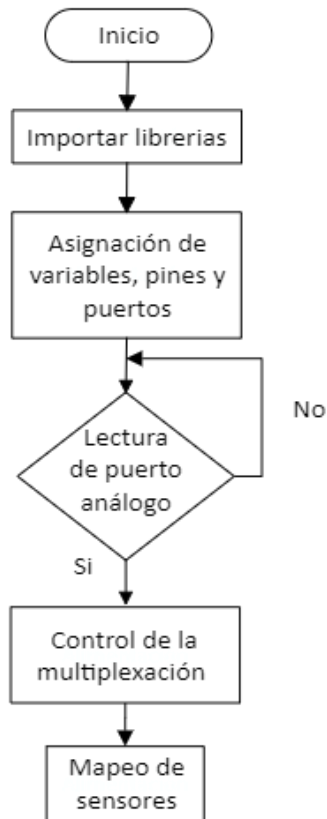 Inicio
Importar librerias
Asignación de
variables, pines y
puertos
No
Lectura
de puerto
análogo
Si
Control de la
multiplexación
Mapeo de
sensores